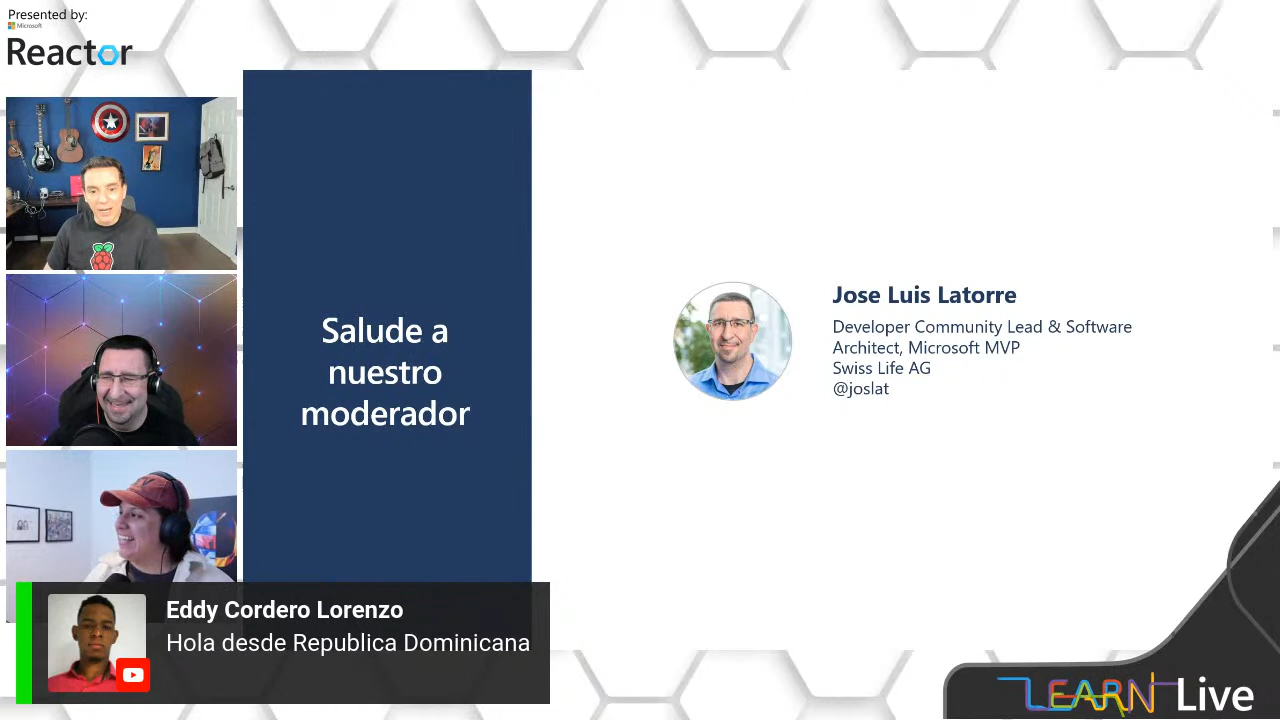 Presented by:
Microsoft
Reactor
Salude a
nuestro
moderador
Jose Luis Latorre
Developer Community Lead & Software
Architect, Microsoft MVP
Swiss Life AG
@joslat
Eddy Cordero Lorenzo
Hola desde Republica Dominicana
LEARN Live